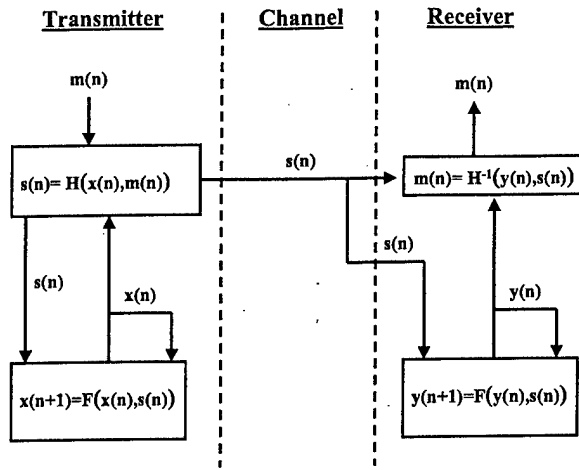 Transmitter
Channel
Receiver
m(n)
m(n)
s(n)= H(x(n),m(n))
s(n)
m(n)= H⁻¹(y(n),s(n))
s(n)
s(n)
x(n)
y(n)
x(n+1)=F(x(n),s(n))
y(n+1)=F(y(n),s(n))